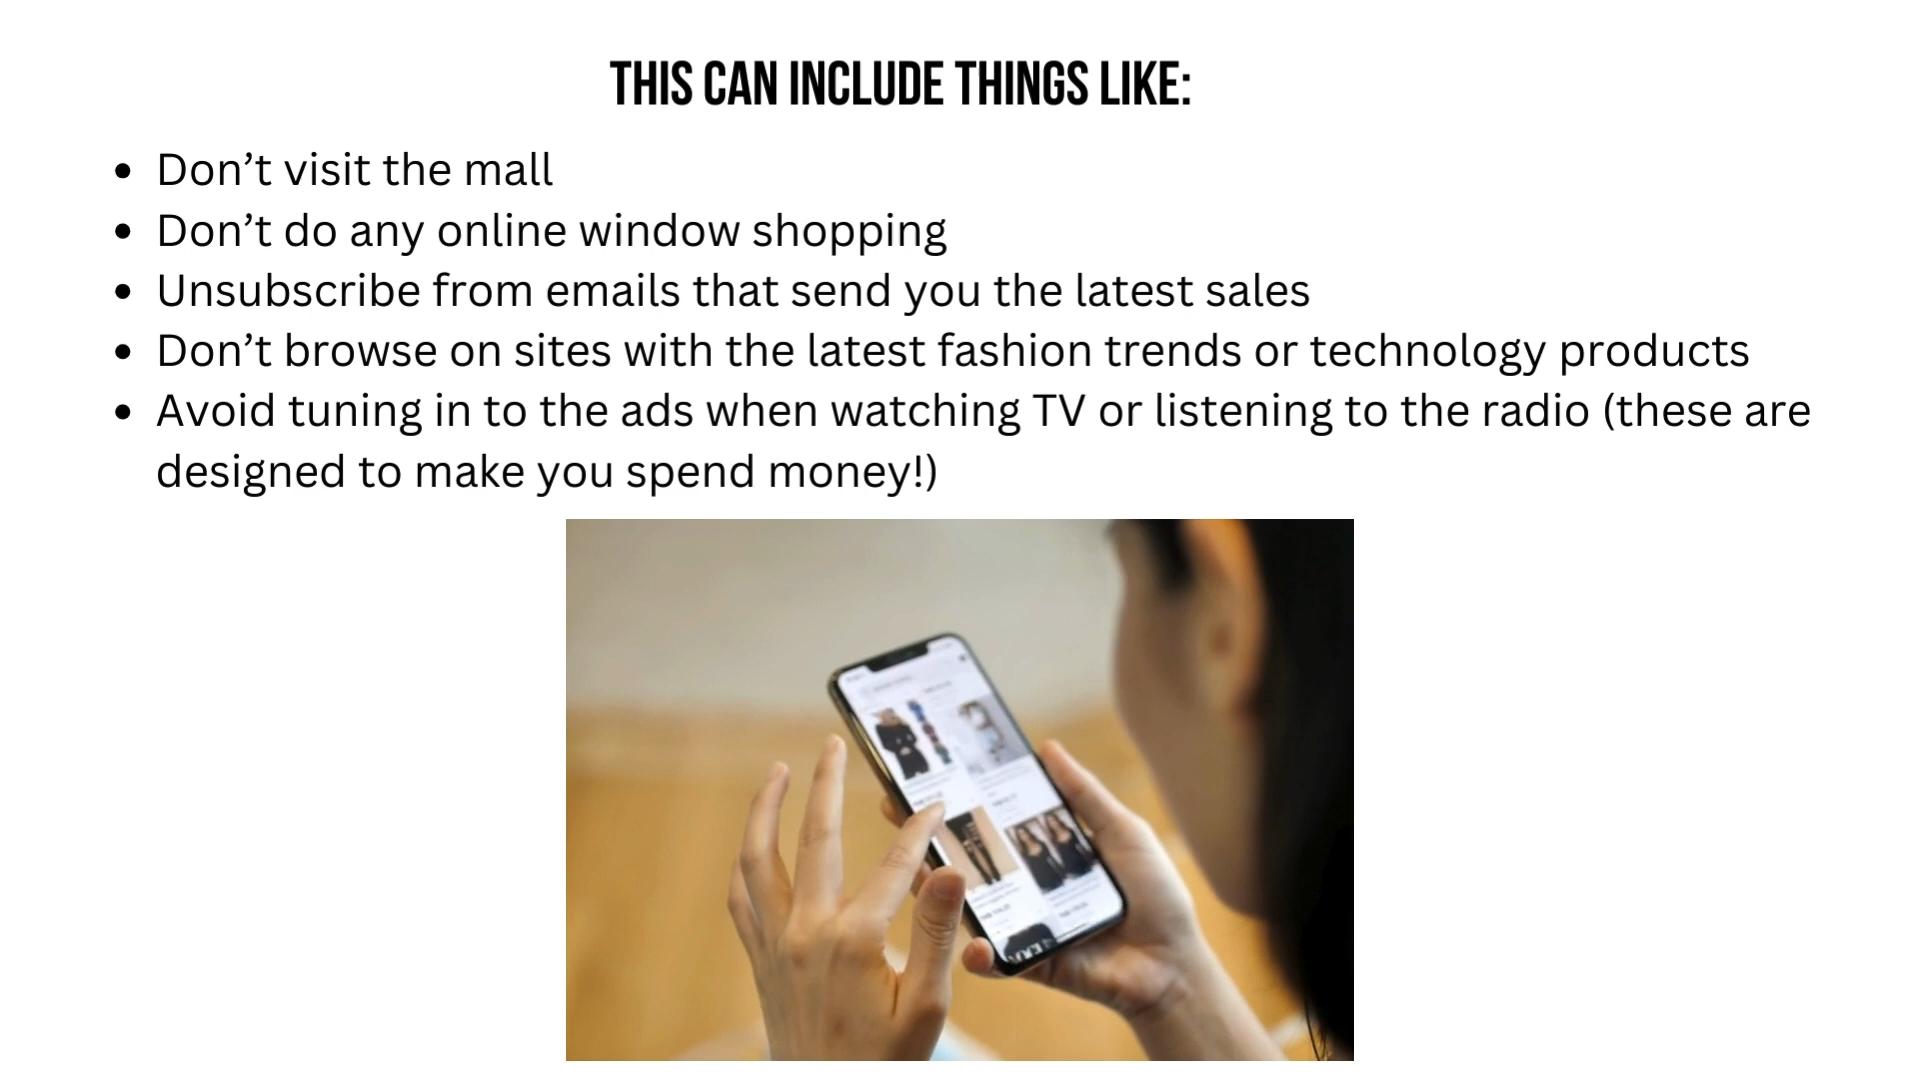 THIS CAN INCLUDE THINGS LIKE:
• Don’t visit the mall
• Don’t do any online window shopping
• Unsubscribe from emails that send you the latest sales
• Don’t browse on sites with the latest fashion trends or technology products
• Avoid tuning in to the ads when watching TV or listening to the radio (these are
designed to make you spend money!)